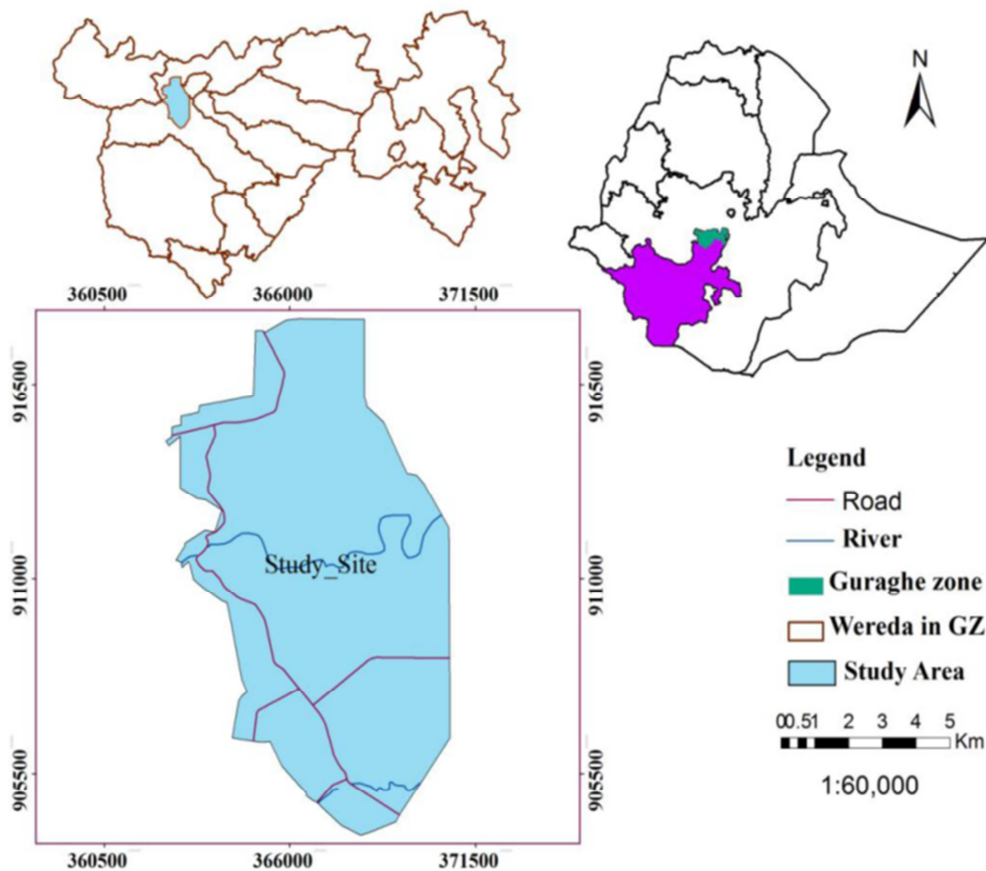 N
360500 366000 371500
916500 916500
Study_Site
911000 911000
905500 905500
360500 366000 371500
Legend
Road
River
Guraghe zone
Wereda in GZ
Study Area
00.51 2 3 4 5
Km
1:60,000